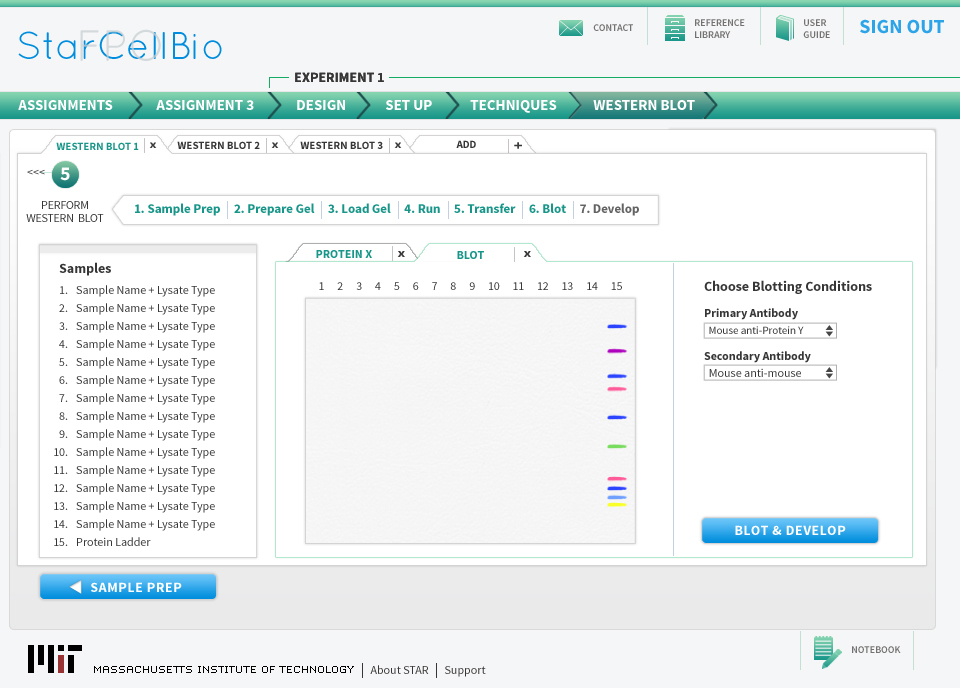 StarCellBio
FPO
CONTACT
REFERENCE
LIBRARY
USER
GUIDE
SIGN OUT
EXPERIMENT 1
ASSIGNMENTS
ASSIGNMENT 3
DESIGN
SET UP
TECHNIQUES
WESTERN BLOT
WESTERN BLOT 1 x
WESTERN BLOT 2 x
WESTERN BLOT 3 x
ADD +
<<< 5
PERFORM
WESTERN BLOT
1. Sample Prep
2. Prepare Gel
3. Load Gel
4. Run
5. Transfer
6. Blot
7. Develop
Samples
1. Sample Name + Lysate Type
2. Sample Name + Lysate Type
3. Sample Name + Lysate Type
4. Sample Name + Lysate Type
5. Sample Name + Lysate Type
6. Sample Name + Lysate Type
7. Sample Name + Lysate Type
8. Sample Name + Lysate Type
9. Sample Name + Lysate Type
10. Sample Name + Lysate Type
11. Sample Name + Lysate Type
12. Sample Name + Lysate Type
13. Sample Name + Lysate Type
14. Sample Name + Lysate Type
15. Protein Ladder
PROTEIN X x
BLOT x
1 2 3 4 5 6 7 8 9 10 11 12 13 14 15
Choose Blotting Conditions
Primary Antibody
Mouse anti-Protein Y
Secondary Antibody
Mouse anti-mouse
BLOT & DEVELOP
SAMPLE PREP
MIT
MASSACHUSETTS INSTITUTE OF TECHNOLOGY
About STAR
Support
NOTEBOOK